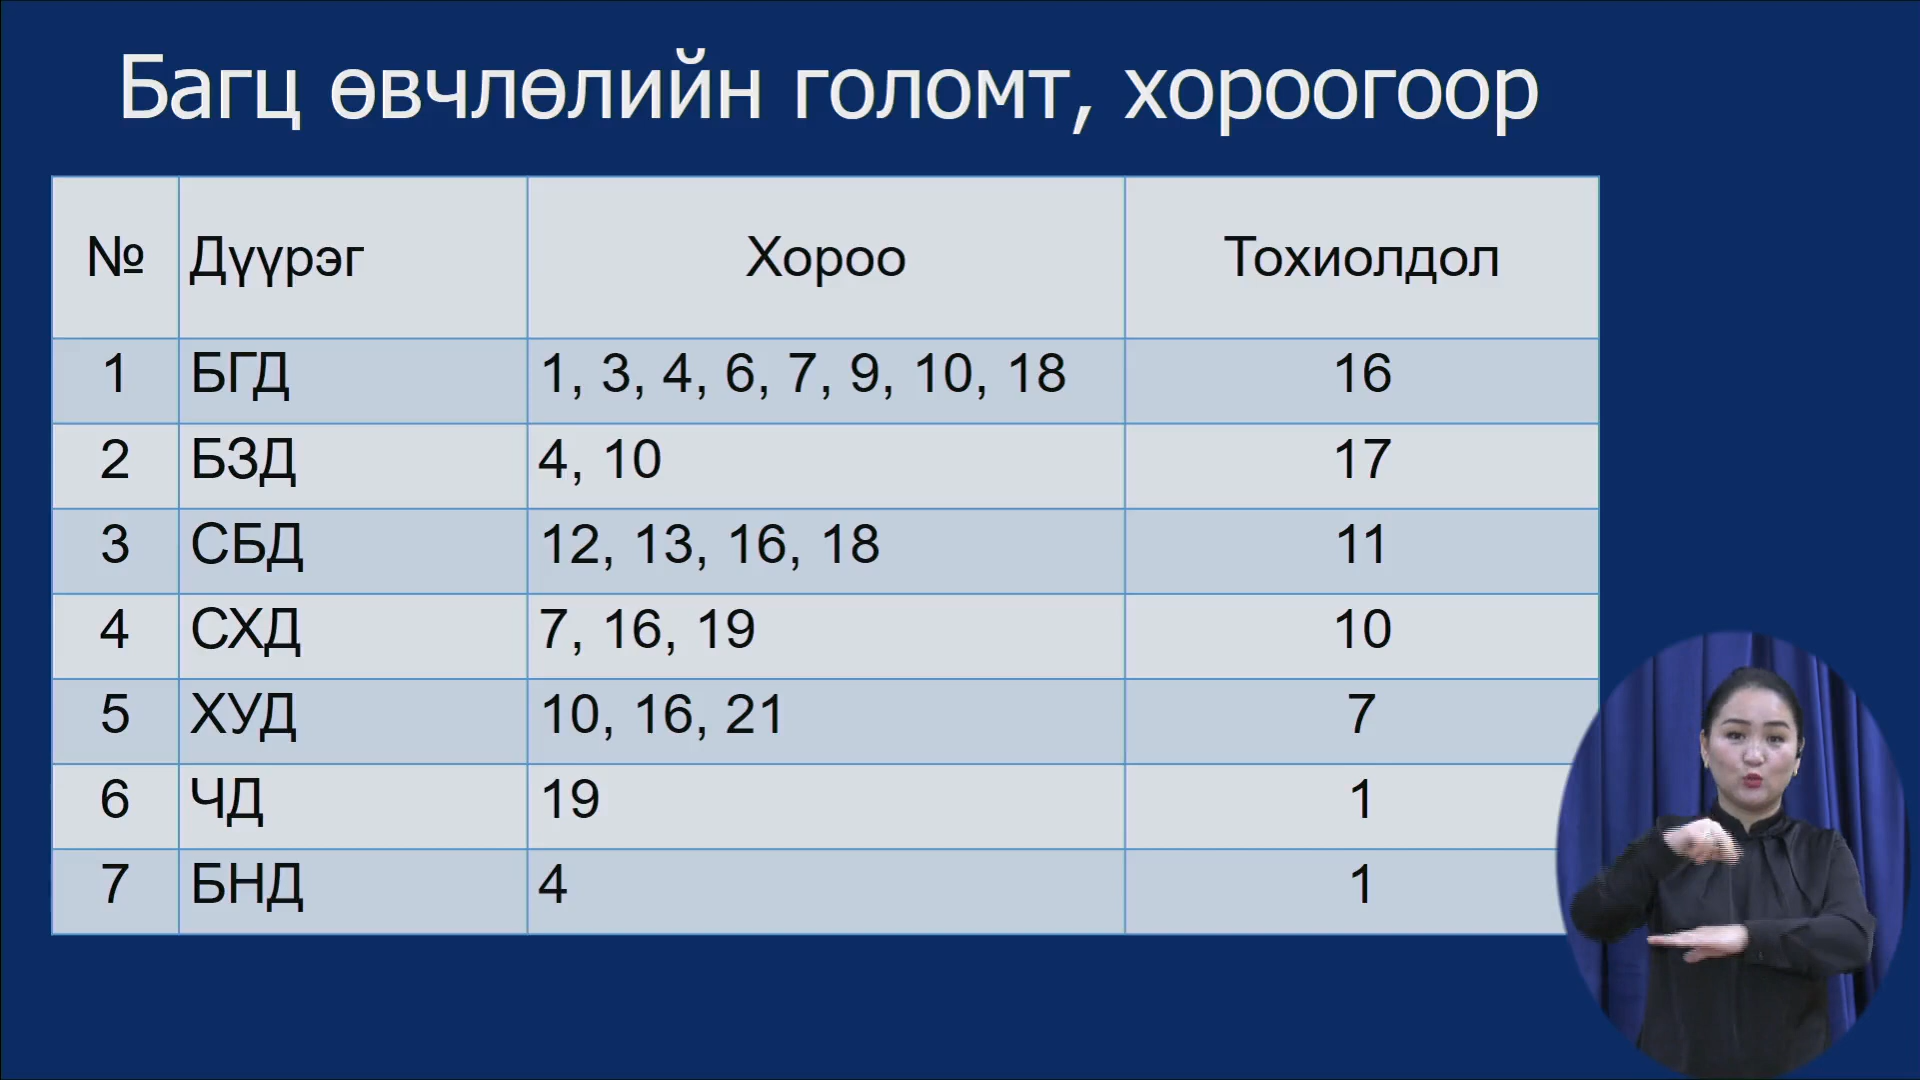 Багц өвчлөлийн голомт, хороогоор
№ Дүүрэг Хороо Тохиолдол
1 БГД 1, 3, 4, 6, 7, 9, 10, 18 16
2 БЗД 4, 10 17
3 СБД 12, 13, 16, 18 11
4 СХД 7, 16, 19 10
5 ХУД 10, 16, 21 7
6 ЧД 19 1
7 БНД 4 1